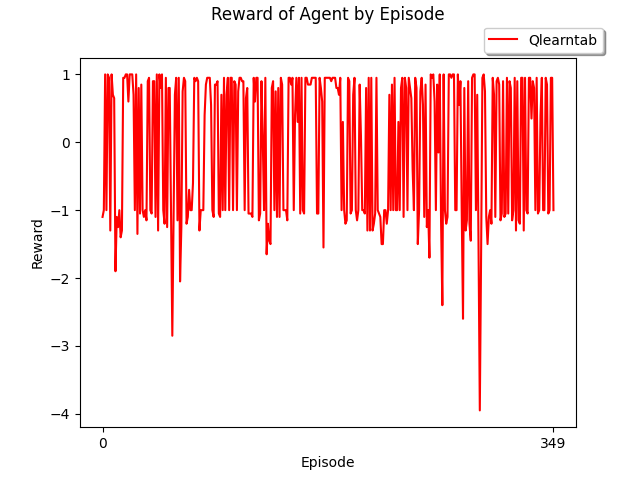 Reward of Agent by Episode
Qlearntab
1
0
−1
−2
−3
−4
Reward
0
349
Episode